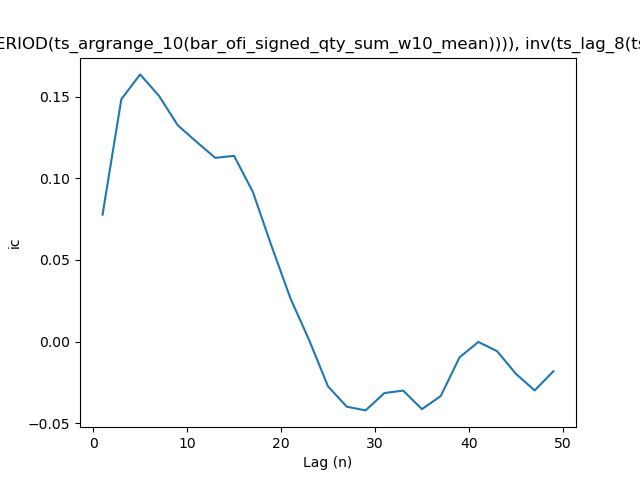 ERIOD(ts_argrange_10(bar_ofi_signed_qty_sum_w10_mean)))), inv(ts_lag_8(ts
0.15
0.10
0.05
0.00
−0.05
ic
0 10 20 30 40 50
Lag (n)